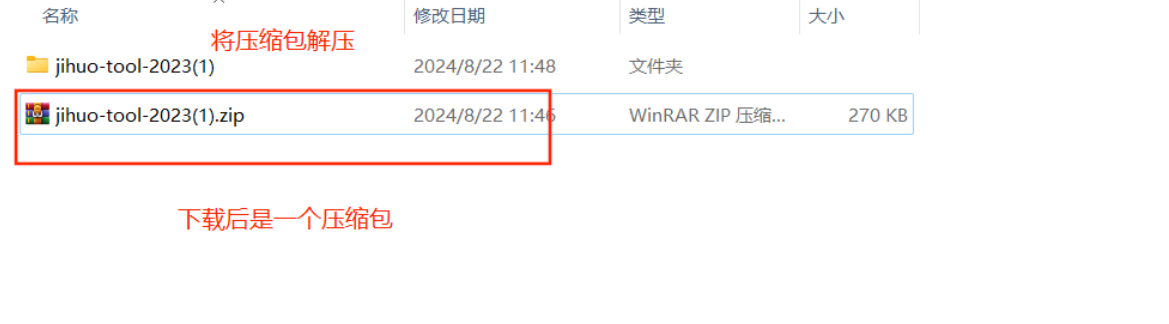 名称 修改日期 类型 大小
将压缩包解压
jihuo-tool-2023(1) 2024/8/22 11:48 文件夹
jihuo-tool-2023(1).zip 2024/8/22 11:46 WinRAR ZIP 压缩... 270 KB
下载后是一个压缩包